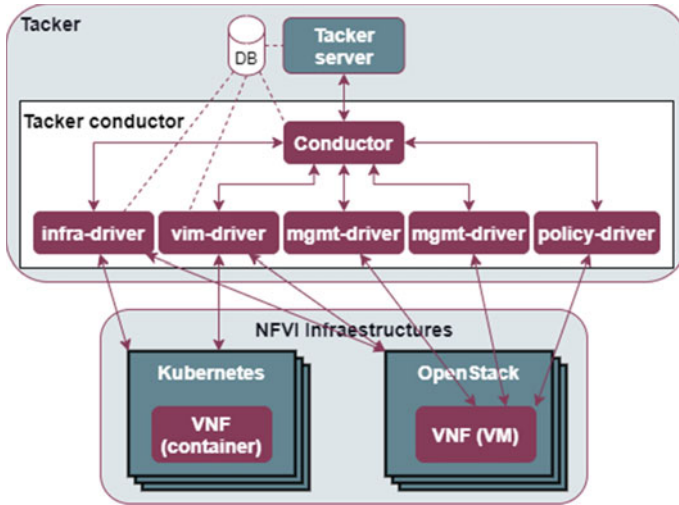 Tacker
DB
Tacker
server
Tacker conductor
Conductor
infra-driver
vim-driver
mgmt-driver
mgmt-driver
policy-driver
NFVI Infraestructures
Kubernetes
OpenStack
VNF
(container)
VNF (VM)